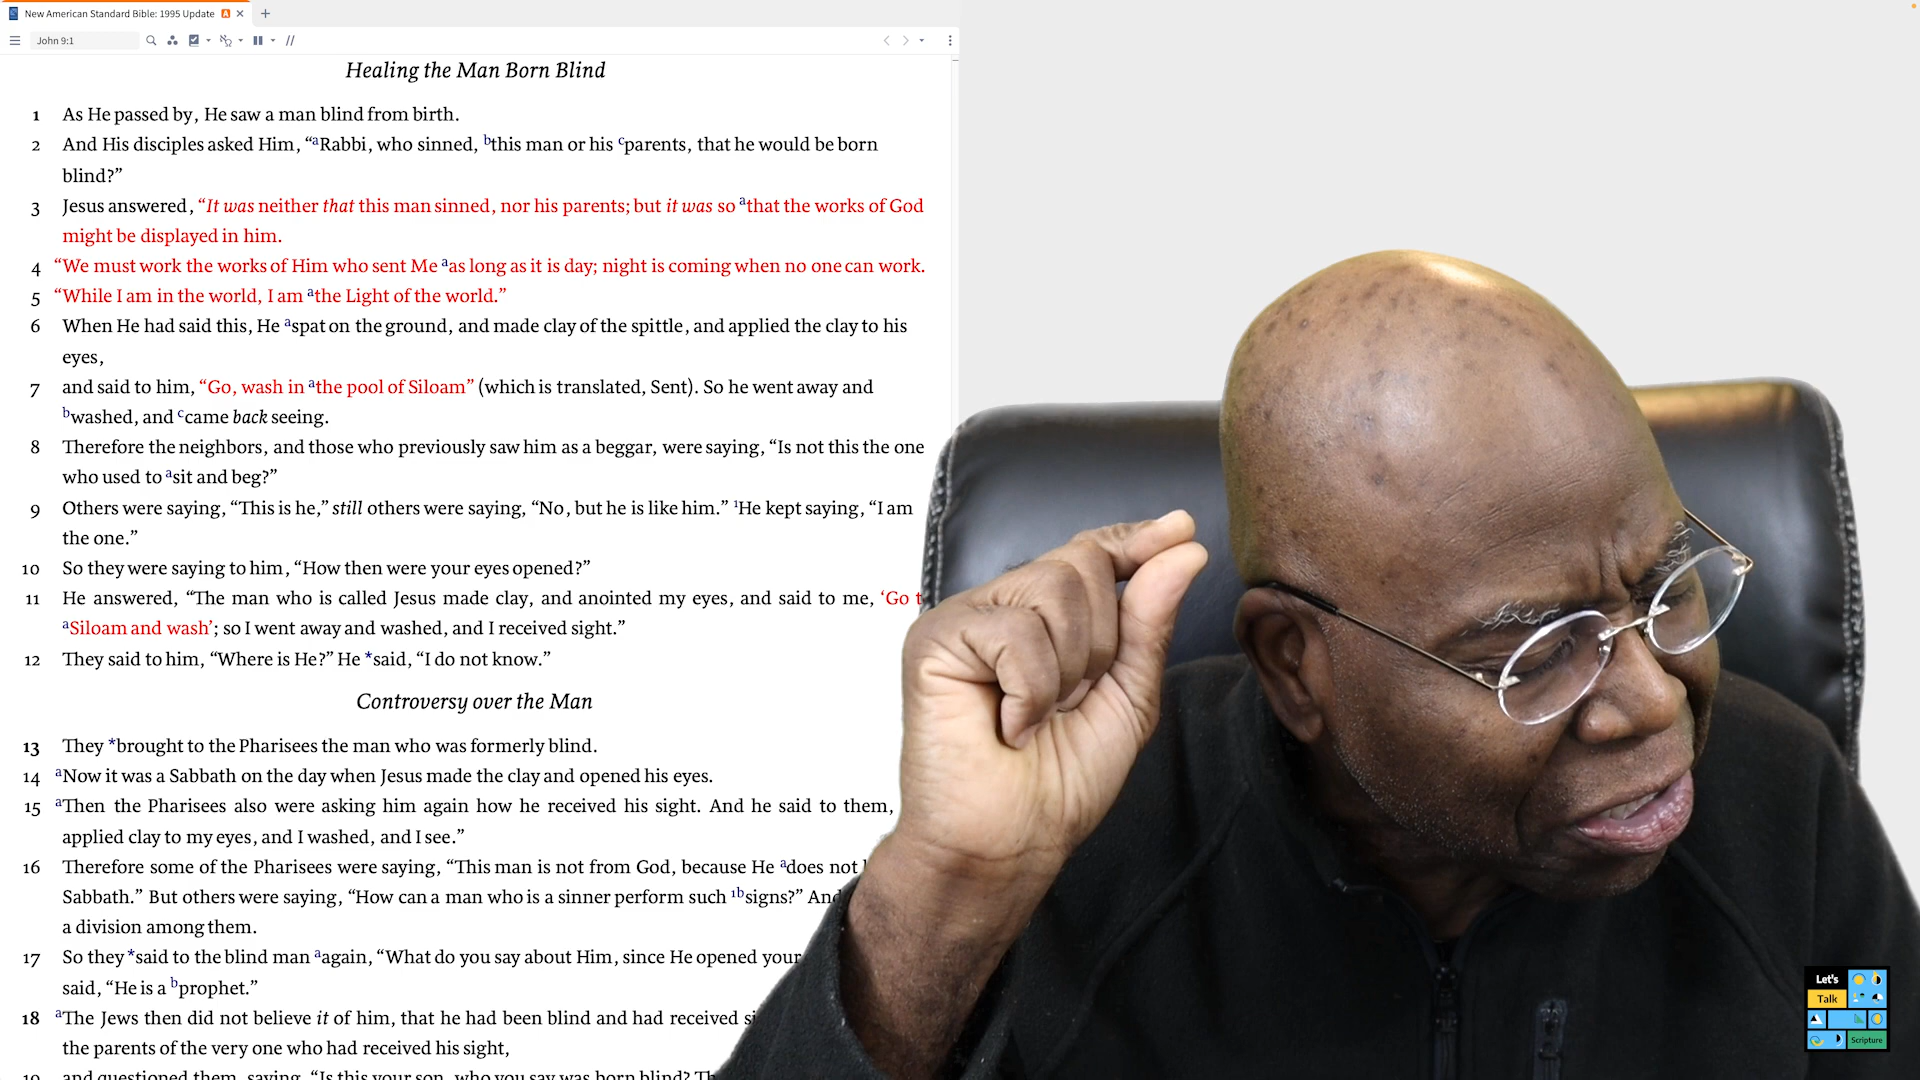 New American Standard Bible: 1995 Update A
John 9:1
Healing the Man Born Blind
1 As He passed by, He saw a man blind from birth.
2 And His disciples asked Him, “aRabbi, who sinned, bthis man or his cparents, that he would be born
blind?”
3 Jesus answered, “It was neither that this man sinned, nor his parents; but it was so athat the works of God
might be displayed in him.
4 “We must work the works of Him who sent Me aas long as it is day; night is coming when no one can work.
5 “While I am in the world, I am athe Light of the world.”
6 When He had said this, He aspat on the ground, and made clay of the spittle, and applied the clay to his
eyes,
7 and said to him, “Go, wash in athe pool of Siloam” (which is translated, Sent). So he went away and
bwashed, and ccame back seeing.
8 Therefore the neighbors, and those who previously saw him as a beggar, were saying, “Is not this the one
who used to asit and beg?”
9 Others were saying, “This is he,” still others were saying, “No, but he is like him.” 1He kept saying, “I am
the one.”
10 So they were saying to him, “How then were your eyes opened?”
11 He answered, “The man who is called Jesus made clay, and anointed my eyes, and said to me, ‘Go t
aSiloam and wash’; so I went away and washed, and I received sight.”
12 They said to him, “Where is He?” He *said, “I do not know.”
Controversy over the Man
13 They *brought to the Pharisees the man who was formerly blind.
14 aNow it was a Sabbath on the day when Jesus made the clay and opened his eyes.
15 aThen the Pharisees also were asking him again how he received his sight. And he said to them,
applied clay to my eyes, and I washed, and I see.”
16 Therefore some of the Pharisees were saying, “This man is not from God, because He adoes not
Sabbath.” But others were saying, “How can a man who is a sinner perform such 1bsigns?” And
a division among them.
17 So they *said to the blind man aagain, “What do you say about Him, since He opened your
said, “He is a bprophet.”
18 aThe Jews then did not believe it of him, that he had been blind and had received si
the parents of the very one who had received his sight,
19 and questioned them, saying, “Is this your son, who you say was born blind? Th
Let's
Talk
Scripture